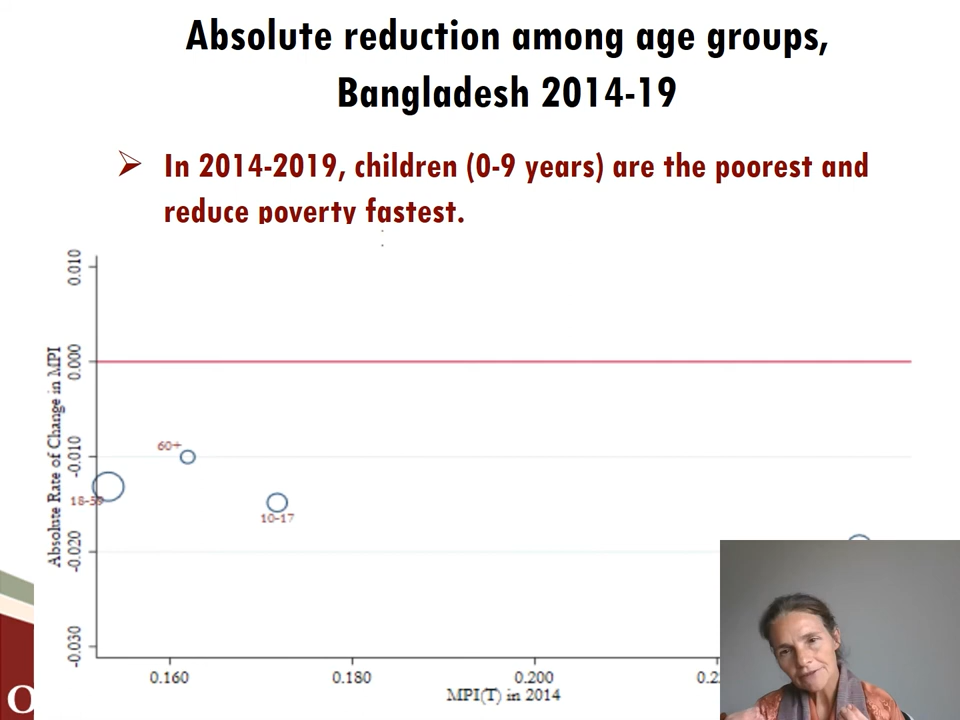 Absolute reduction among age groups,
Bangladesh 2014-19
In 2014-2019, children (0-9 years) are the poorest and
reduce poverty fastest.
Absolute Rate of Change in MPI
0.010
0.000
-0.010
-0.020
-0.030
60+
18-59
10-17
0.160
0.180
0.200
MPI(T) in 2014
O